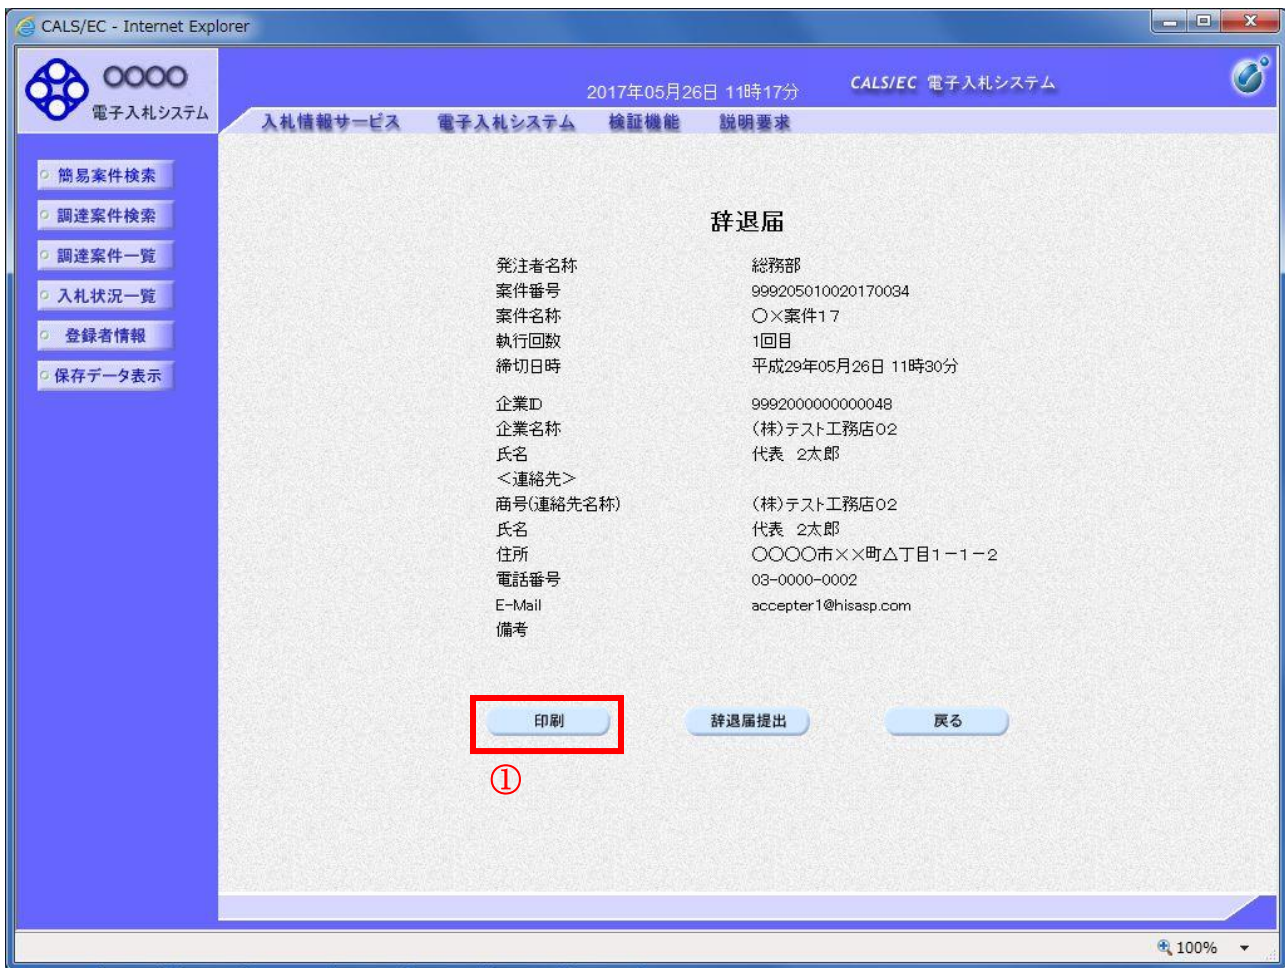 CALS/EC - Internet Explorer
〇〇〇〇
電子入札システム
2017年05月26日 11時17分
CALS/EC 電子入札システム
入札情報サービス 電子入札システム 検証機能 説明要求
簡易案件検索
調達案件検索
調達案件一覧
入札状況一覧
登録者情報
保存データ表示
辞退届
発注者名称 総務部
案件番号 999205010020170034
案件名称 〇×案件17
執行回数 1回目
締切日時 平成29年05月26日 11時30分
企業ID 9992000000000048
企業名称 (株)テスト工務店02
氏名 代表 2太郎
<連絡先>
商号(連絡先名称) (株)テスト工務店02
氏名 代表 2太郎
住所 〇〇〇〇市××町△丁目1-1-2
電話番号 03-0000-0002
E-Mail accepter1@hisasp.com
備考
印刷 辞退届提出 戻る
①
100%